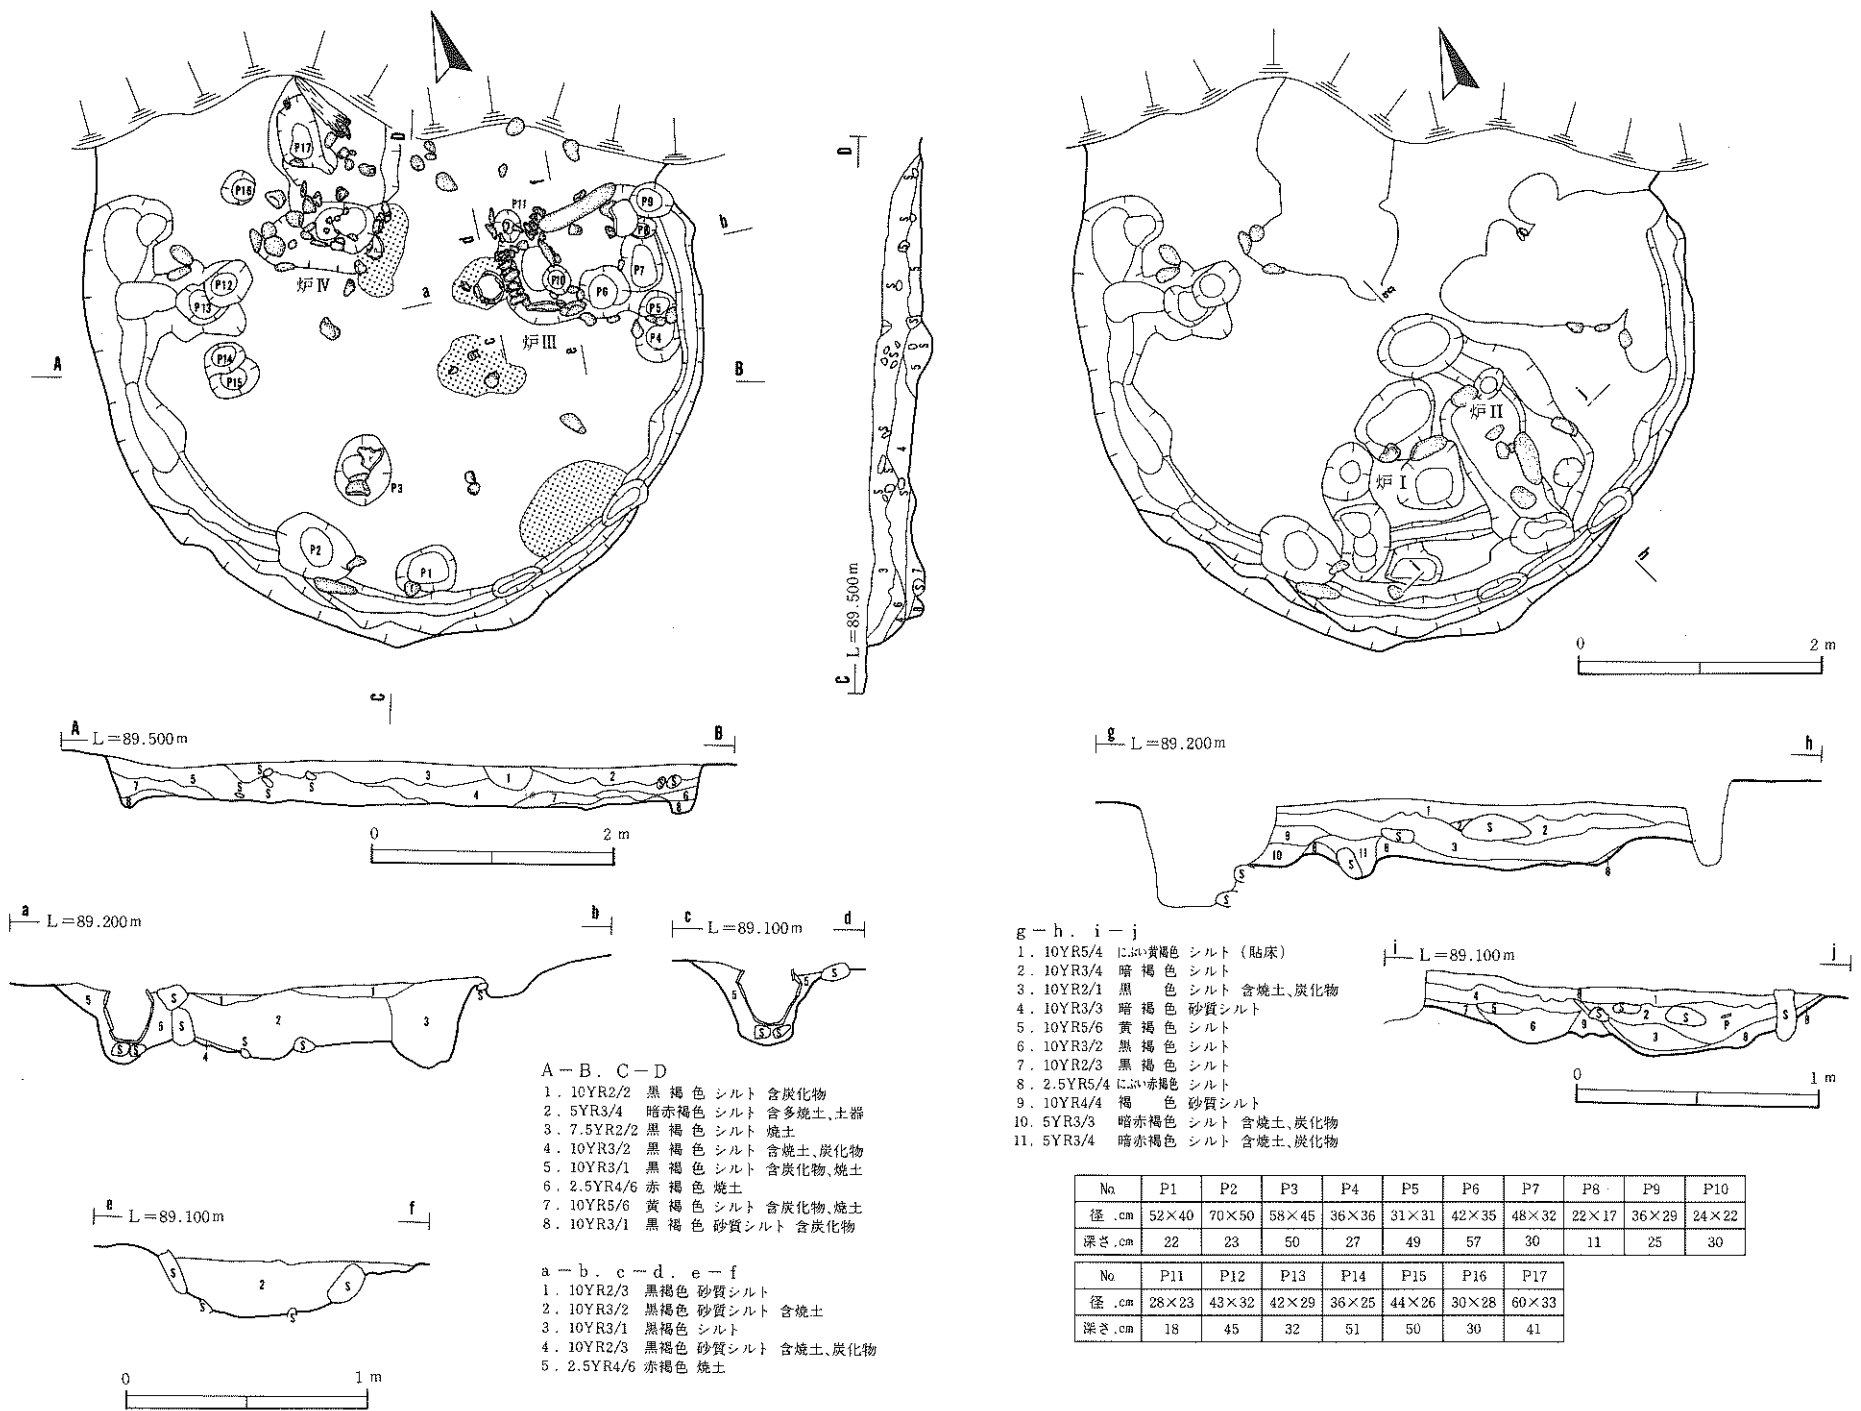 P17
P16
P11
P9
P8
P7
P10
P6
P5
P4
P12
P13
P14
P15
P3
P2
P1
炉Ⅳ
炉Ⅲ
D
f
b
d
a
c
e
A
B
C
炉Ⅱ
炉Ⅰ
g
i
j
h
0 2 m
D
C L=89.500m
A L=89.500m B
0 2 m
g L=89.200m h
a L=89.200m b
c L=89.100m d
e L=89.100m f
i L=89.100m j
0 1 m
0 1 m
A-B. C-D
1. 10YR2/2 黒褐色 シルト 含炭化物
2. 5YR3/4 暗赤褐色 シルト 含多焼土、土器
3. 7.5YR2/2 黒褐色 シルト 焼土
4. 10YR3/2 黒褐色 シルト 含焼土、炭化物
5. 10YR3/1 黒褐色 シルト 含炭化物、焼土
6. 2.5YR4/6 赤褐色 焼土
7. 10YR5/6 黄褐色 シルト 含炭化物、焼土
8. 10YR3/1 黒褐色 砂質シルト 含炭化物
a-b. c-d. e-f
1. 10YR2/3 黒褐色 砂質シルト
2. 10YR3/2 黒褐色 砂質シルト 含焼土
3. 10YR3/1 黒褐色 シルト
4. 10YR2/3 黒褐色 砂質シルト 含焼土、炭化物
5. 2.5YR4/6 赤褐色 焼土
g-h. i-j
1. 10YR5/4 にぶい黄褐色 シルト (貼床)
2. 10YR3/4 暗褐色 シルト
3. 10YR2/1 黒色 シルト 含焼土、炭化物
4. 10YR3/3 暗褐色 砂質シルト
5. 10YR5/6 黄褐色 シルト
6. 10YR3/2 黒褐色 シルト
7. 10YR2/3 黒褐色 シルト
8. 2.5YR5/4 にぶい赤褐色 シルト
9. 10YR4/4 褐色 砂質シルト
10. 5YR3/3 暗赤褐色 シルト 含焼土、炭化物
11. 5YR3/4 暗赤褐色 シルト 含焼土、炭化物
No. P1 P2 P3 P4 P5 P6 P7 P8 P9 P10
径.cm 52×40 70×50 58×45 36×36 31×31 42×35 48×32 22×17 36×29 24×22
深さ.cm 22 23 50 27 49 57 30 11 25 30
No. P11 P12 P13 P14 P15 P16 P17
径.cm 28×23 43×32 42×29 36×25 44×26 30×28 60×33
深さ.cm 18 45 32 51 50 30 41